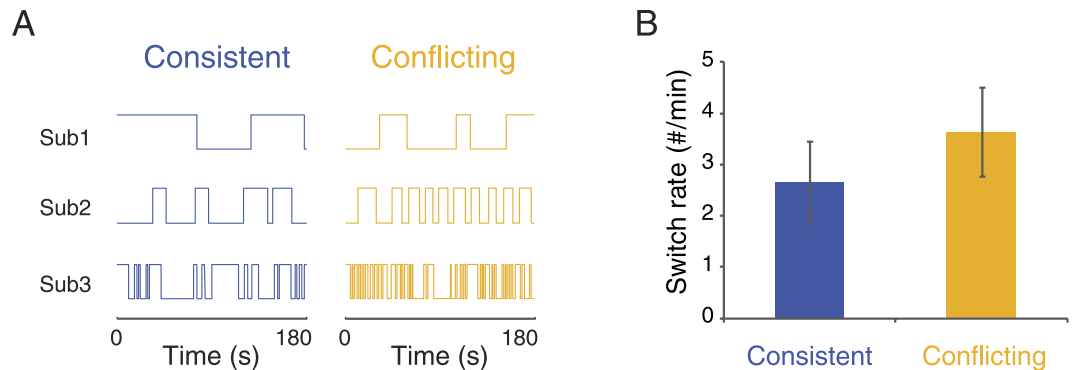 A
Consistent Conflicting
Sub1
Sub2
Sub3
0 180 0 180
Time (s) Time (s)
B
Switch rate (#/min)
5
4
3
2
1
0
Consistent Conflicting